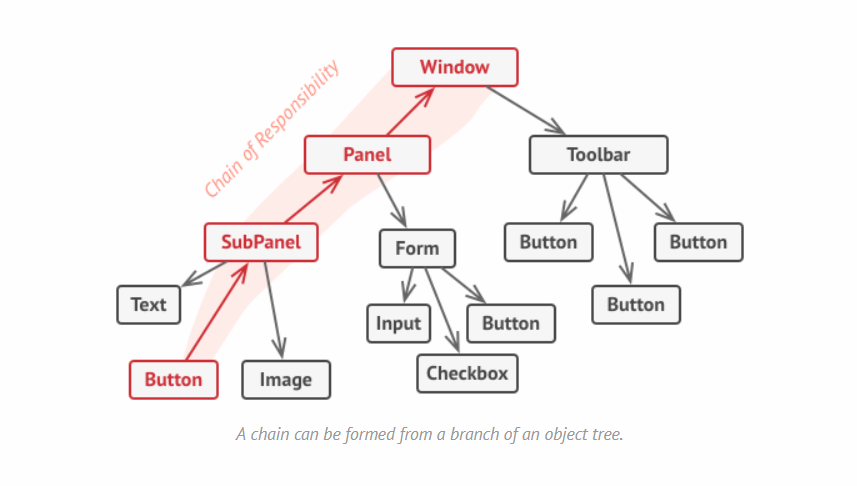 Window
Chain of Responsibility
Panel
Toolbar
SubPanel
Form
Button
Button
Text
Input
Button
Button
Button
Image
Checkbox
A chain can be formed from a branch of an object tree.